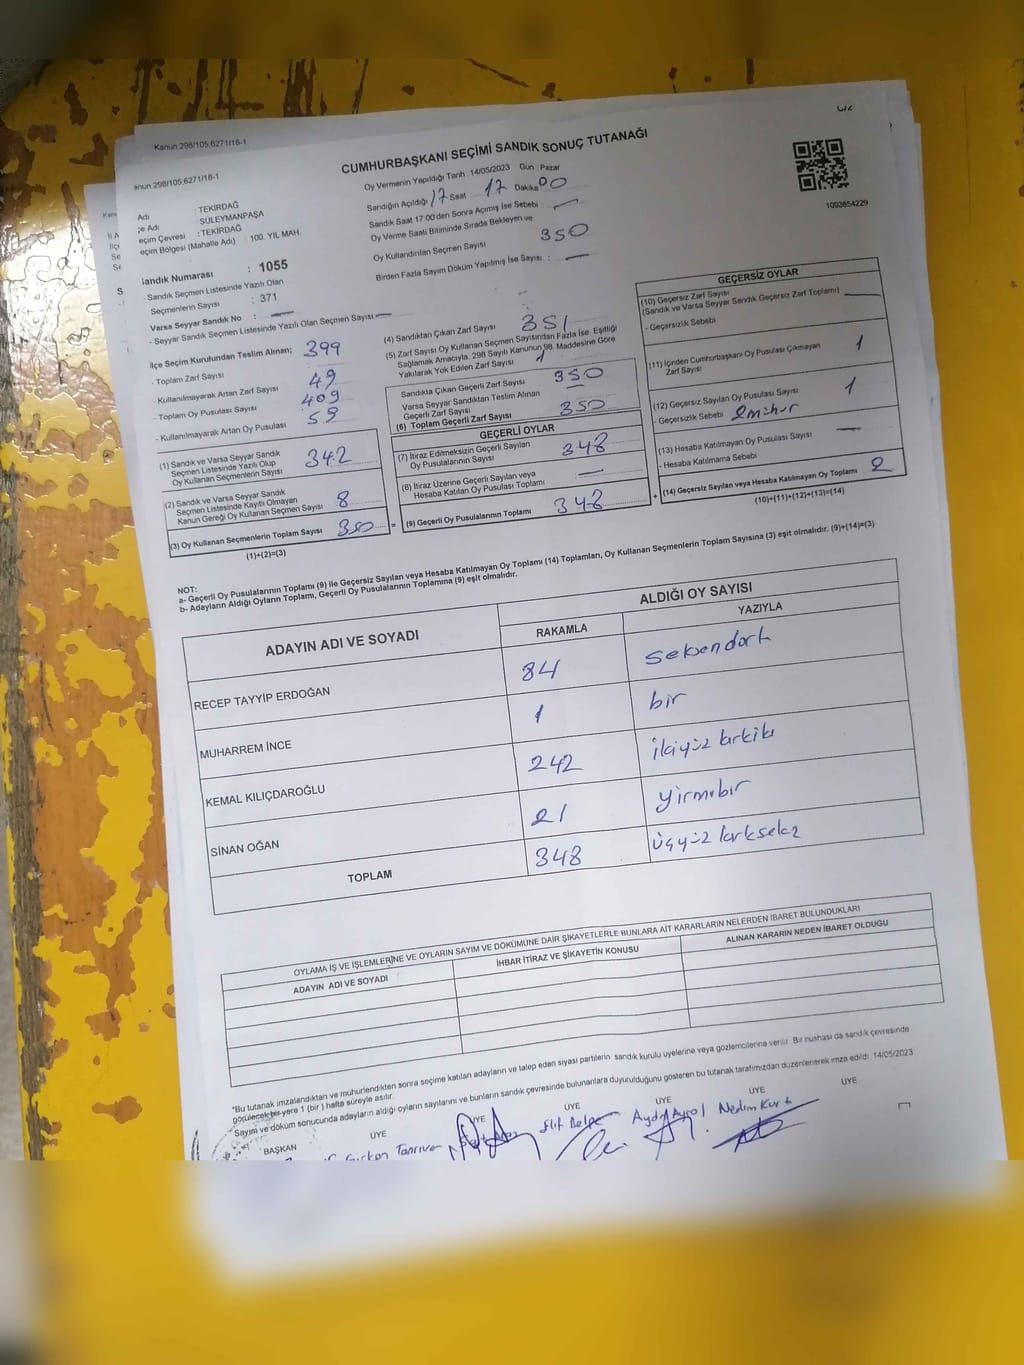 C/2
Kanun:298/105;6271/18-1
anun:298/105;6271/18-1
CUMHURBAŞKANI SEÇİMİ SANDIK SONUÇ TUTANAĞI
Oy Vermenin Yapıldığı Tarih 14/05/2023 Gün Pazar
Sandığın Açıldığı 17 Saat 17 Dakika 00
Sandık Saat 17:00'den Sonra Açımış İse Sebebi : —
Oy Verme Saati Bitiminde Sırada Bekleyen ve
Oy Kullandırılan Seçmen Sayısı 350
Birden Fazla Sayım Döküm Yapılmış İse Sayısı : —
1093854229
Adı : TEKİRDAĞ
çe Adı : SÜLEYMANPAŞA
eçim Çevresi : TEKİRDAĞ
eçim Bölgesi (Mahalle Adı) 100. YIL MAH.
andık Numarası : 1055
- Sandık Seçmen Listesinde Yazılı Olan
Seçmenlerin Sayısı : 371
Varsa Seyyar Sandık No : —
- Seyyar Sandık Seçmen Listesinde Yazılı Olan Seçmen Sayısı —
İlçe Seçim Kurulundan Teslim Alınan;
- Toplam Zarf Sayısı 399
- Kullanılmayarak Artan Zarf Sayısı 49
- Toplam Oy Pusulası Sayısı 409
- Kullanılmayarak Artan Oy Pusulası 59
(1) Sandık ve Varsa Seyyar Sandık
Seçmen Listesinde Yazılı Olup
Oy Kullanan Seçmenlerin Sayısı 342
(2) Sandık ve Varsa Seyyar Sandık
Seçmen Listesinde Kayıtlı Olmayan
Kanun Gereği Oy Kullanan Seçmen Sayısı 8
(3) Oy Kullanan Seçmenlerin Toplam Sayısı 350
(1)+(2)=(3)
(4) Sandıktan Çıkan Zarf Sayısı 351
(5) Zarf Sayısı Oy Kullanan Seçmen Sayısından Fazla İse, Eşitliği
Sağlamak Amacıyla, 298 Sayılı Kanunun 98. Maddesine Göre
Yakılarak Yok Edilen Zarf Sayısı 1
Sandıkta Çıkan Geçerli Zarf Sayısı 350
Varsa Seyyar Sandıktan Teslim Alınan
Geçerli Zarf Sayısı —
(6) Toplam Geçerli Zarf Sayısı 350
GEÇERLİ OYLAR
(7) İtiraz Edilmeksizin Geçerli Sayılan
Oy Pusulalarının Sayısı 348
(8) İtiraz Üzerine Geçerli Sayılan veya
Hesaba Katılan Oy Pusulası Toplamı —
(9) Geçerli Oy Pusulalarının Toplamı 348
GEÇERSİZ OYLAR
(10) Geçersiz Zarf Sayısı
(Sandık ve Varsa Seyyar Sandık Geçersiz Zarf Toplamı) —
- Geçersizlik Sebebi
(11) İçinden Cumhurbaşkanı Oy Pusulası Çıkmayan
Zarf Sayısı 1
(12) Geçersiz Sayılan Oy Pusulası Sayısı 1
- Geçersizlik Sebebi 2mühür
(13) Hesaba Katılmayan Oy Pusulası Sayısı —
- Hesaba Katılmama Sebebi
(14) Geçersiz Sayılan veya Hesaba Katılmayan Oy Toplamı 2
(10)+(11)+(12)+(13)=(14)
NOT:
a- Geçerli Oy Pusulalarının Toplamı (9) ile Geçersiz Sayılan veya Hesaba Katılmayan Oy Toplamı (14) Toplamları, Oy Kullanan Seçmenlerin Toplam Sayısına (3) eşit olmalıdır. (9)+(14)=(3)
b- Adayların Aldığı Oyların Toplamı, Geçerli Oy Pusulalarının Toplamına (9) eşit olmalıdır.
ADAYIN ADI VE SOYADI
ALDIĞI OY SAYISI
RAKAMLA YAZIYLA
RECEP TAYYİP ERDOĞAN 84 seksendört
MUHARREM İNCE 1 bir
KEMAL KILIÇDAROĞLU 242 ikiyüz kırkiki
SİNAN OĞAN 21 yirmibir
TOPLAM 348 üçyüz kırksekiz
OYLAMA İŞ VE İŞLEMLERİNE VE OYLARIN SAYIM VE DÖKÜMÜNE DAİR ŞİKAYETLERLE BUNLARA AİT KARARLARIN NELERDEN İBARET BULUNDUKLARI
ADAYIN ADI VE SOYADI İHBAR İTİRAZ VE ŞİKAYETİN KONUSU ALINAN KARARIN NEDEN İBARET OLDUĞU
*Bu tutanak imzalandıktan ve mühürlendikten sonra seçime katılan adayların ve talep eden siyasi partilerin sandık kurulu üyelerine veya gözlemcilerine verilir. Bir nüshası da sandık çevresinde
görülecek bir yere 1 (bir) hafta süreyle asılır.
Sayım ve döküm sonucunda adayların aldığı oyların sayılarını ve bunların sandık çevresinde bulunanlara duyurulduğunu gösteren bu tutanak tarafımızdan düzenlenerek imza edildi. 14/05/2023
BAŞKAN ÜYE ÜYE ÜYE ÜYE ÜYE ÜYE
Elif Belpe Aydın Ayrol Nedim Kurt